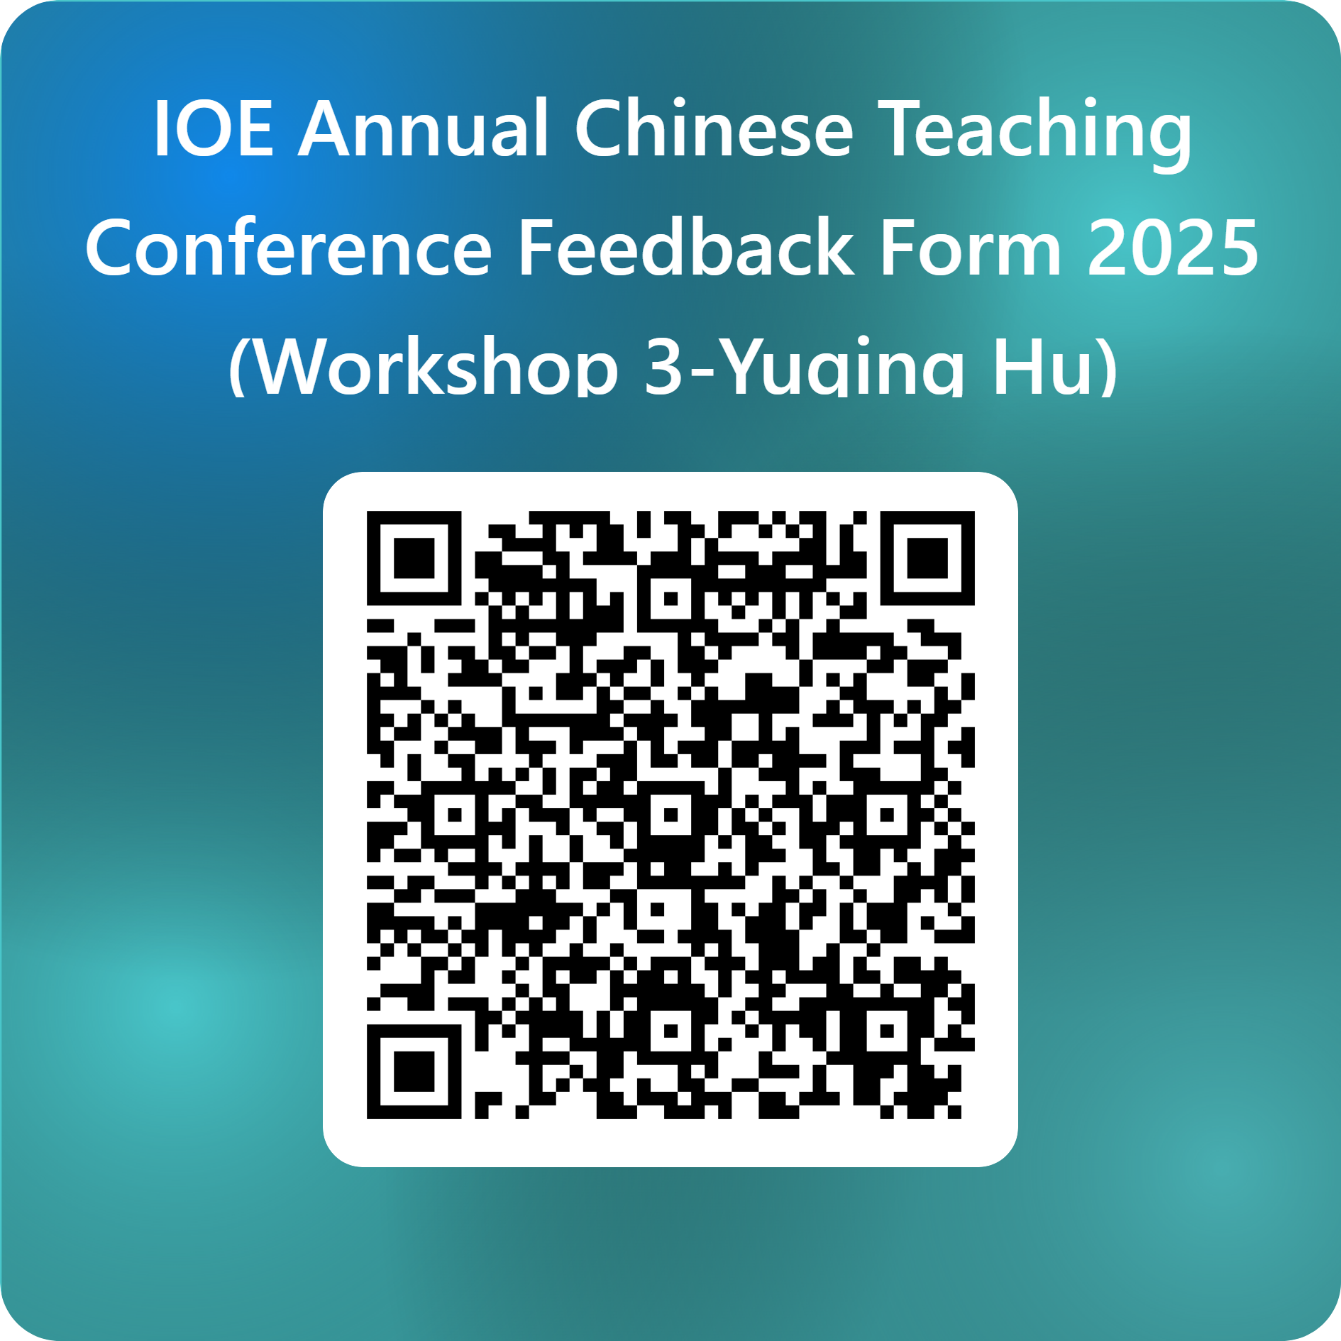 IOE Annual Chinese Teaching
Conference Feedback Form 2025
(Workshop 3-Yuqing Hu)